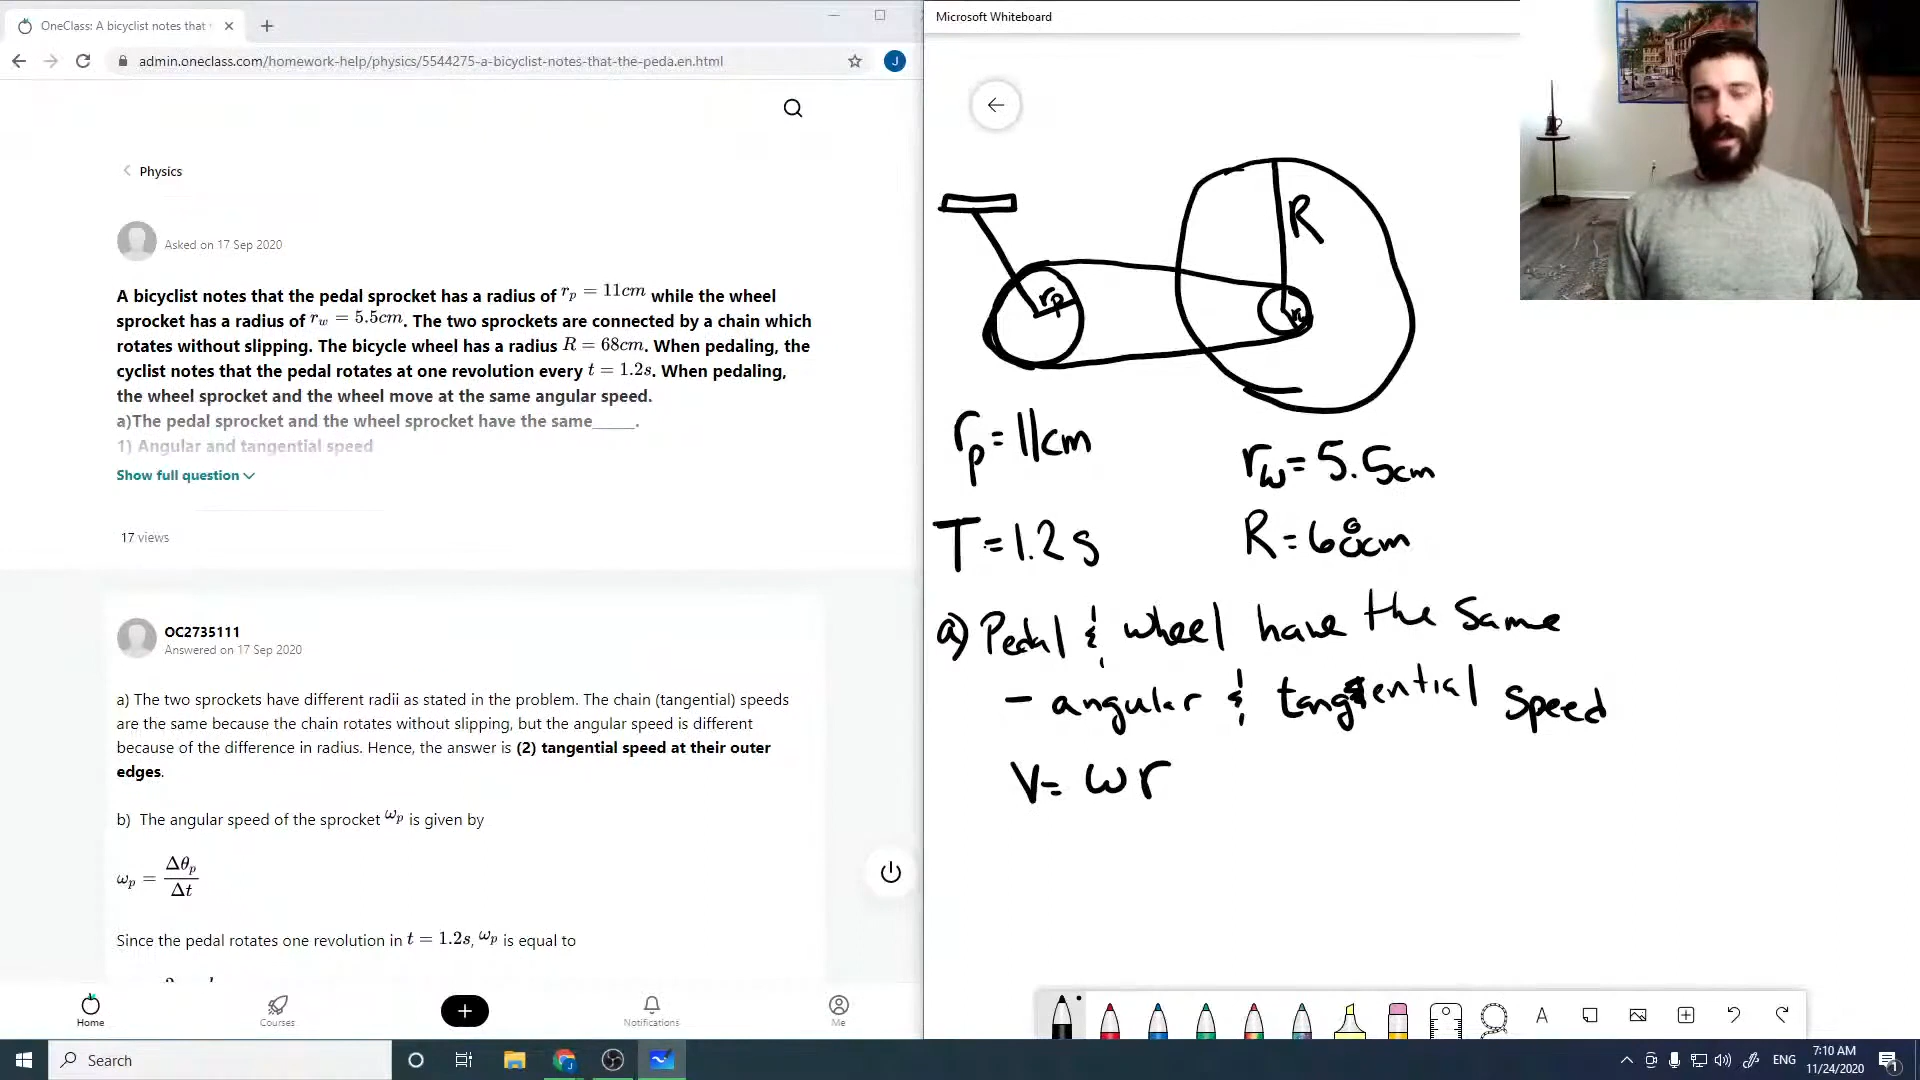 OneClass: A bicyclist notes that
admin.oneclass.com/homework-help/physics/5544275-a-bicyclist-notes-that-the-peda.en.html
Physics
Asked on 17 Sep 2020
A bicyclist notes that the pedal sprocket has a radius of r_p = 11cm while the wheel
sprocket has a radius of r_w = 5.5cm. The two sprockets are connected by a chain which
rotates without slipping. The bicycle wheel has a radius R = 68cm. When pedaling, the
cyclist notes that the pedal rotates at one revolution every t = 1.2s. When pedaling,
the wheel sprocket and the wheel move at the same angular speed.
a)The pedal sprocket and the wheel sprocket have the same_____.
1) Angular and tangential speed
Show full question
17 views
OC2735111
Answered on 17 Sep 2020
a) The two sprockets have different radii as stated in the problem. The chain (tangential) speeds
are the same because the chain rotates without slipping, but the angular speed is different
because of the difference in radius. Hence, the answer is (2) tangential speed at their outer
edges.
b) The angular speed of the sprocket ω_p is given by
ω_p = Δθ_p / Δt
Since the pedal rotates one revolution in t = 1.2s, ω_p is equal to
Home
Courses
Notifications
Me
Microsoft Whiteboard
R
r_p
r_p = 11cm
r_w = 5.5cm
T = 1.2 s
R = 68cm
a) Pedal & wheel have the same
- angular & tangential speed
V = ωr
Search
ENG
7:10 AM
11/24/2020